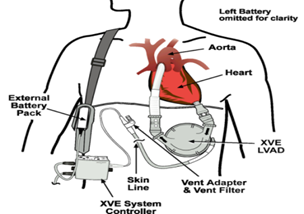 Left Battery
omitted for clarity
Aorta
Heart
External
Battery
Pack
XVE
LVAD
Skin
Line
Vent Adapter
& Vent Filter
XVE System
Controller